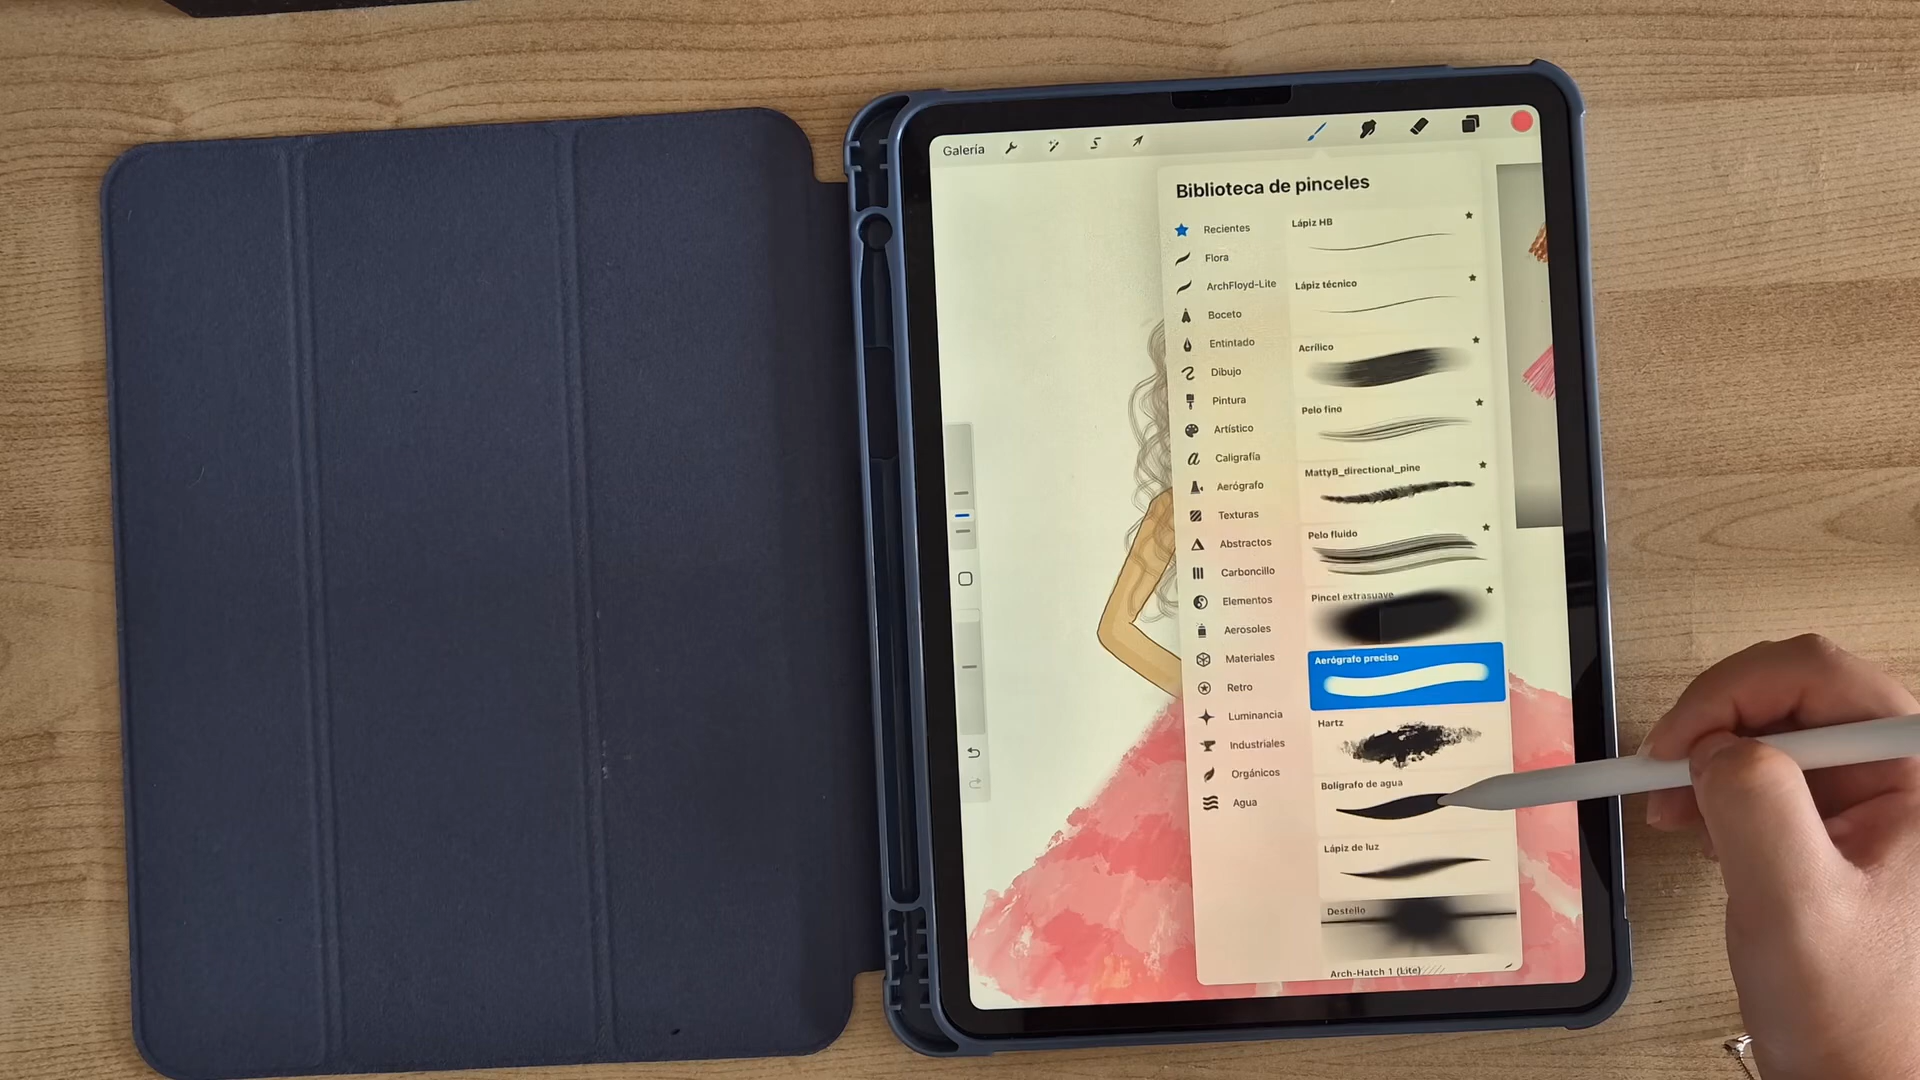 Galería
Biblioteca de pinceles
Recientes
Flora
ArchFloyd-Lite
Boceto
Entintado
Dibujo
Pintura
Artístico
Caligrafía
Aerógrafo
Texturas
Abstractos
Carboncillo
Elementos
Aerosoles
Materiales
Retro
Luminancia
Industriales
Orgánicos
Agua
Lápiz HB
Lápiz técnico
Acrílico
Pelo fino
MattyB_directional_pine
Pelo fluido
Pincel extrasuave
Aerógrafo preciso
Hartz
Bolígrafo de agua
Lápiz de luz
Destello
Arch-Hatch 1 (Lite)